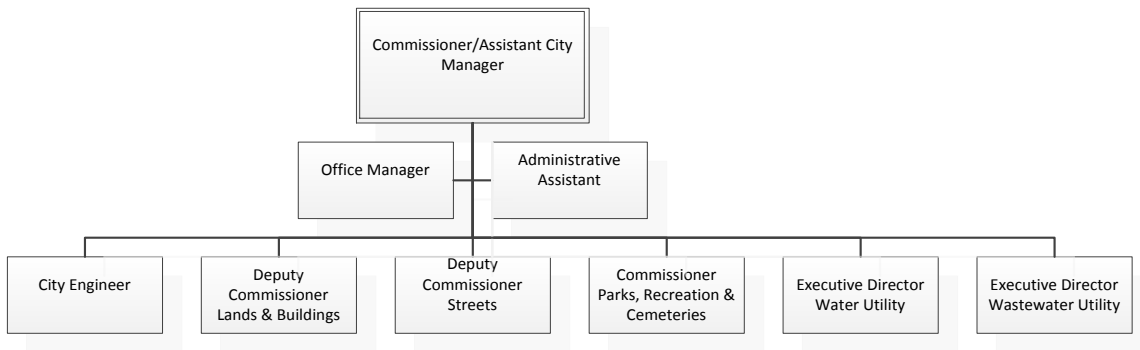 Commissioner/Assistant City
Manager
Office Manager
Administrative
Assistant
City Engineer
Deputy
Commissioner
Lands & Buildings
Deputy
Commissioner
Streets
Commissioner
Parks, Recreation &
Cemeteries
Executive Director
Water Utility
Executive Director
Wastewater Utility